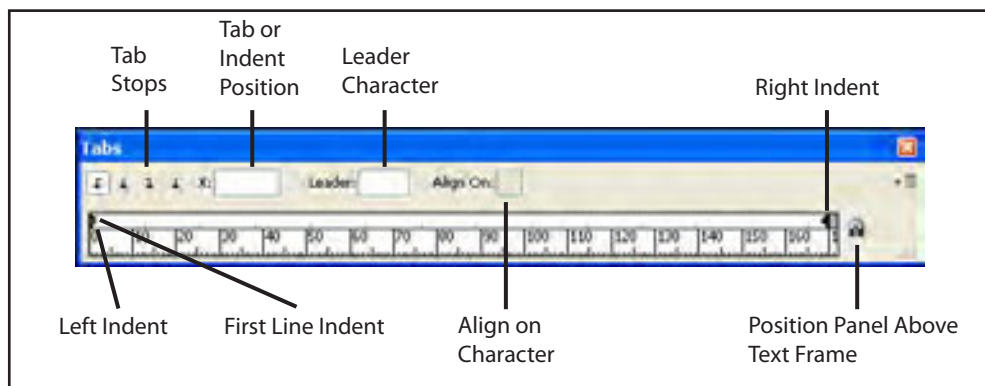 Tab
Stops
Tab or
Indent
Position
Leader
Character
Right Indent
Tabs
X:
Leader:
Align On:
0 10 20 30 40 50 60 70 80 90 100 110 120 130 140 150 160
Left Indent
First Line Indent
Align on
Character
Position Panel Above
Text Frame